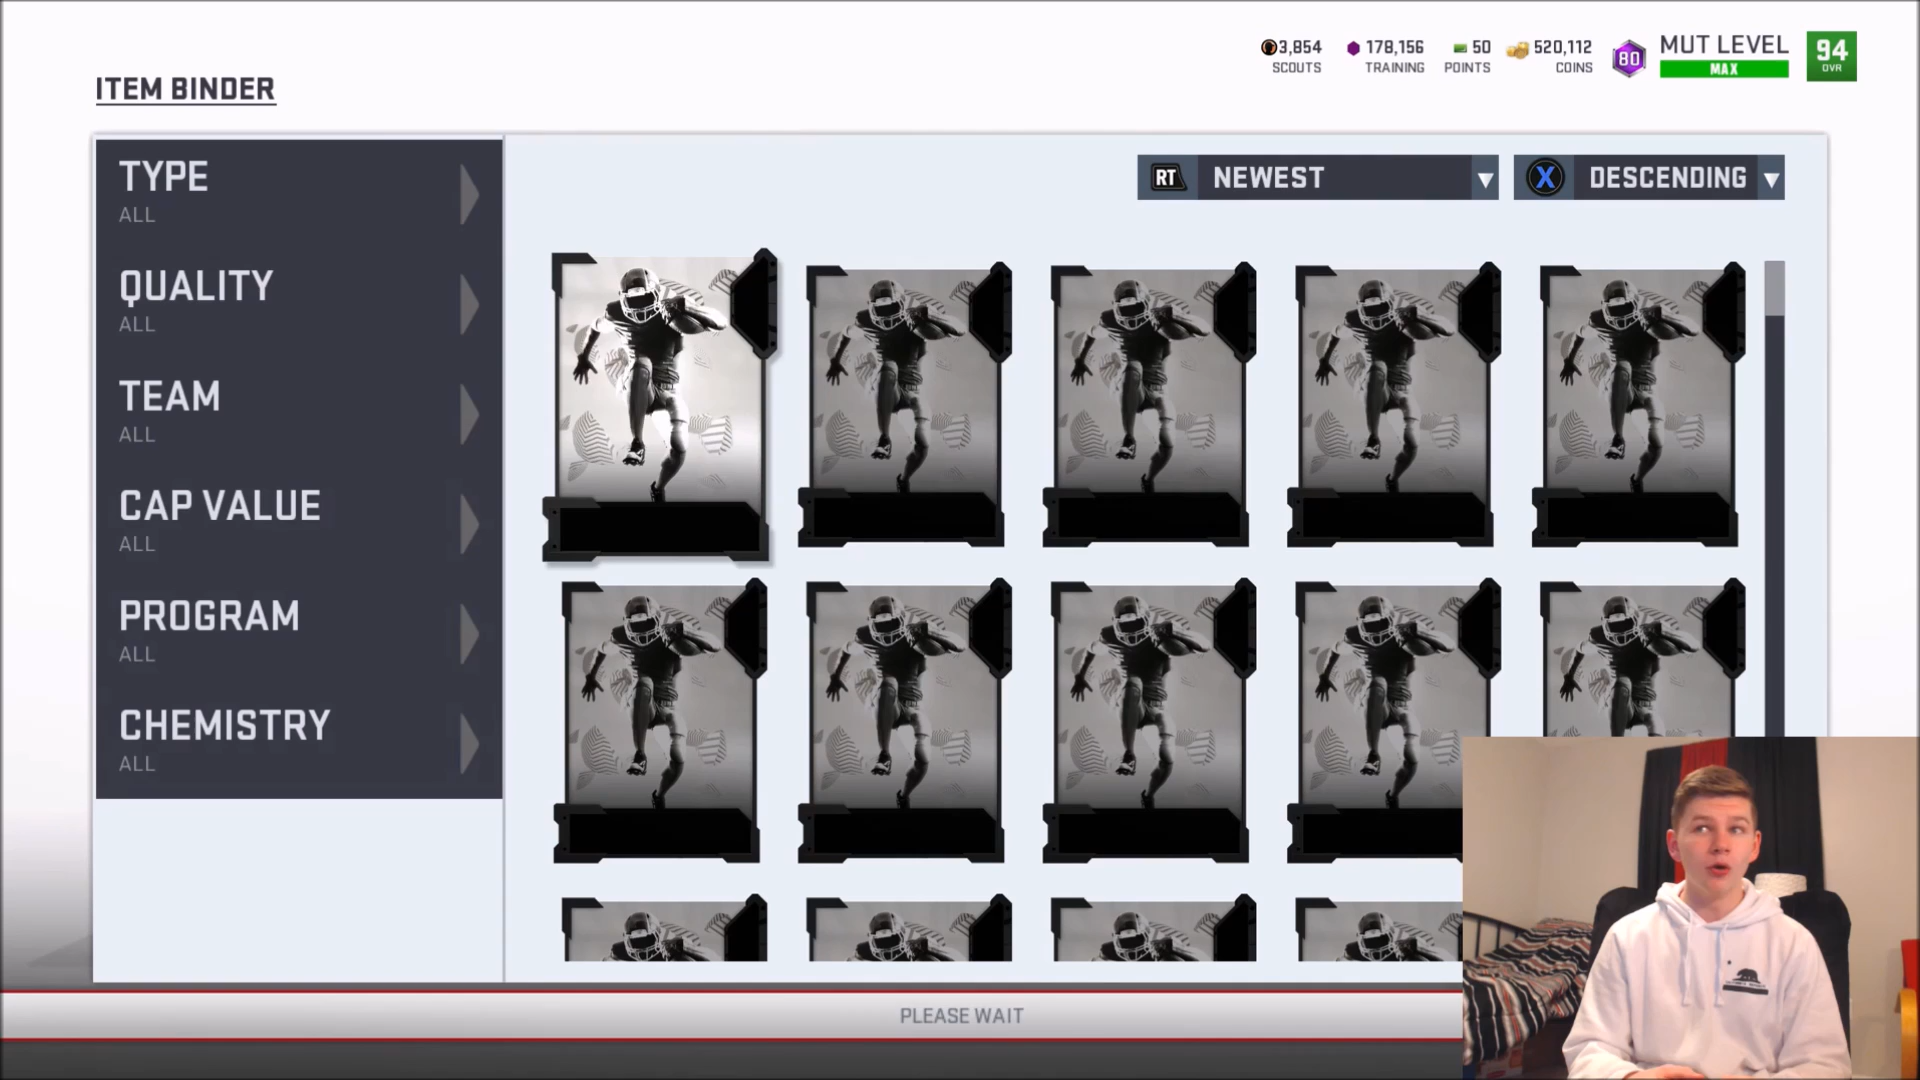 ITEM BINDER
3,854
SCOUTS
178,156
TRAINING
50
POINTS
520,112
COINS
80
MUT LEVEL
MAX
94
OVR
TYPE
ALL
QUALITY
ALL
TEAM
ALL
CAP VALUE
ALL
PROGRAM
ALL
CHEMISTRY
ALL
RT NEWEST
X DESCENDING
PLEASE WAIT